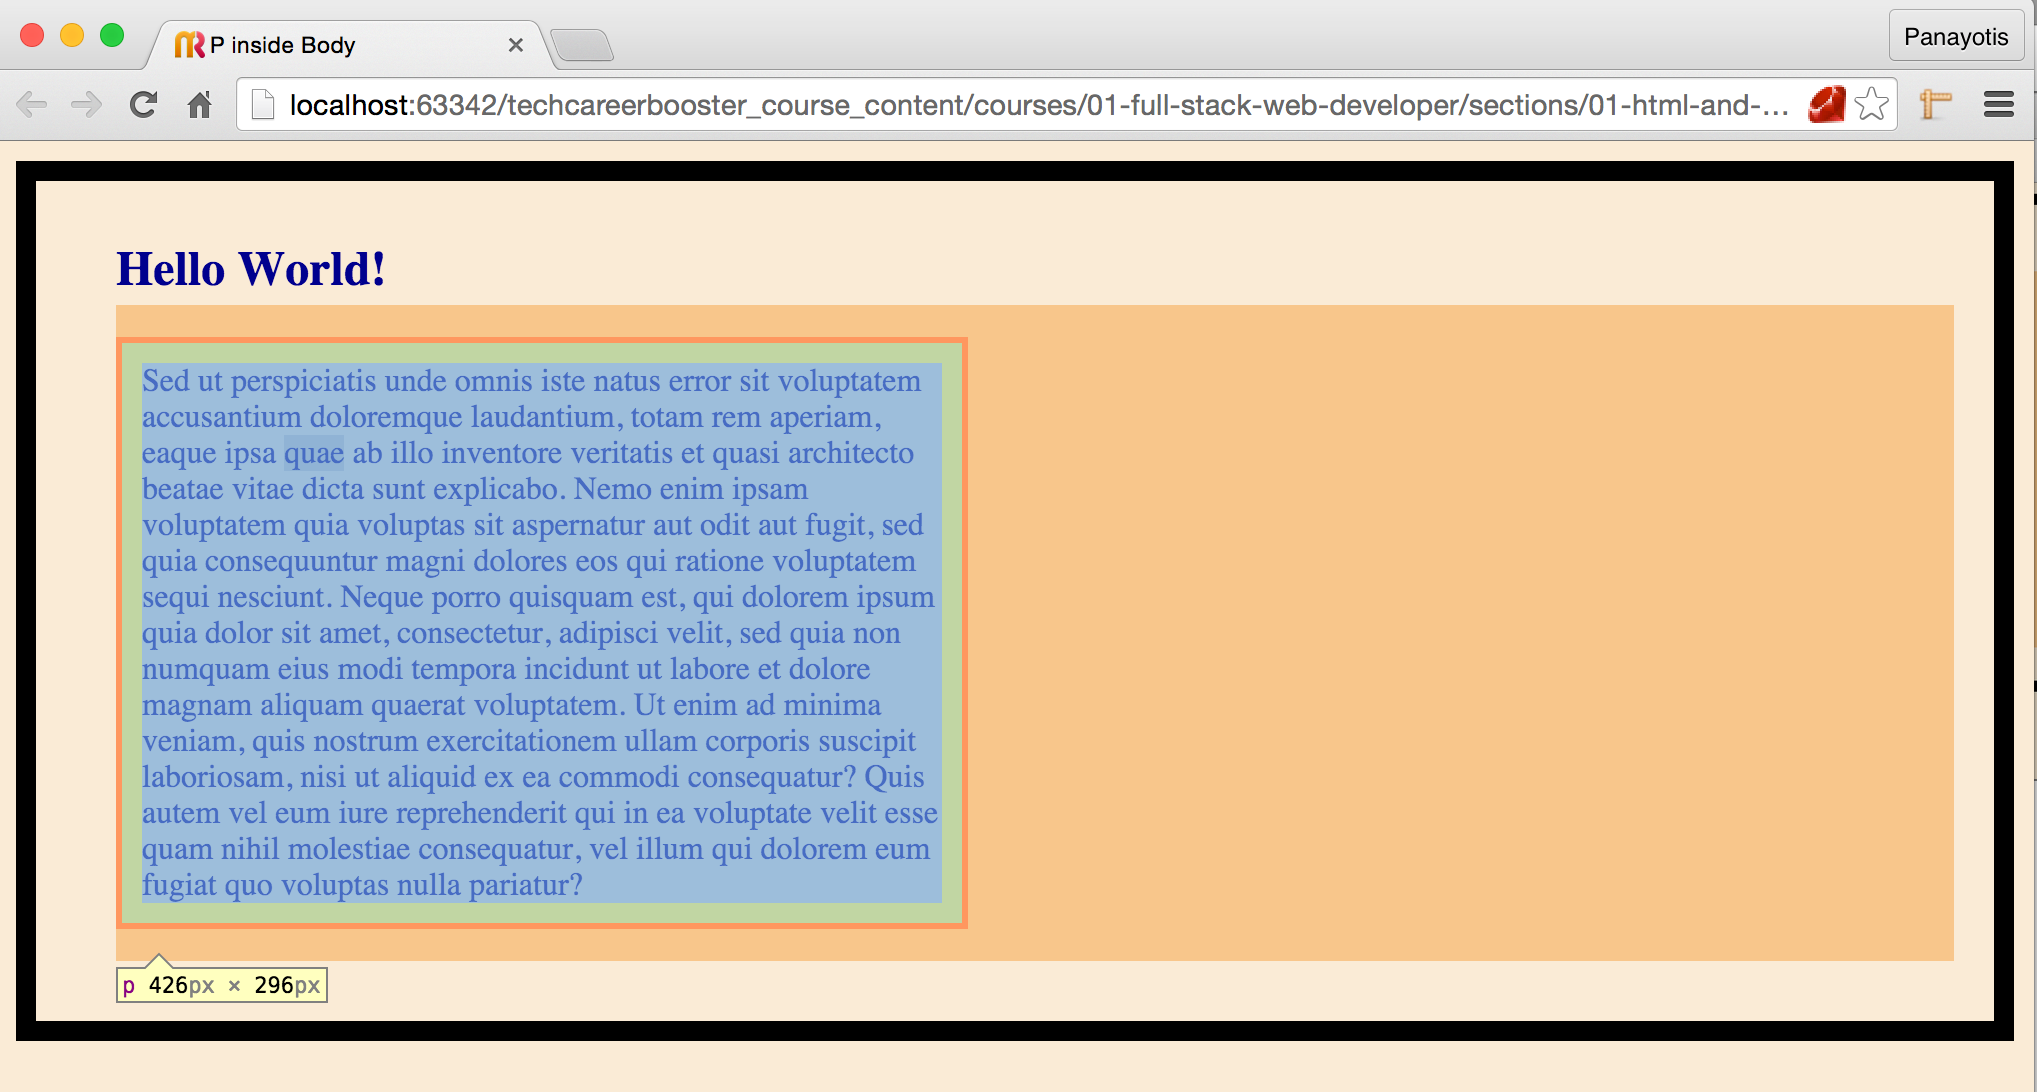 P inside Body
Panayotis
localhost:63342/techcareerbooster_course_content/courses/01-full-stack-web-developer/sections/01-html-and-...
Hello World!
Sed ut perspiciatis unde omnis iste natus error sit voluptatem
accusantium doloremque laudantium, totam rem aperiam,
eaque ipsa quae ab illo inventore veritatis et quasi architecto
beatae vitae dicta sunt explicabo. Nemo enim ipsam
voluptatem quia voluptas sit aspernatur aut odit aut fugit, sed
quia consequuntur magni dolores eos qui ratione voluptatem
sequi nesciunt. Neque porro quisquam est, qui dolorem ipsum
quia dolor sit amet, consectetur, adipisci velit, sed quia non
numquam eius modi tempora incidunt ut labore et dolore
magnam aliquam quaerat voluptatem. Ut enim ad minima
veniam, quis nostrum exercitationem ullam corporis suscipit
laboriosam, nisi ut aliquid ex ea commodi consequatur? Quis
autem vel eum iure reprehenderit qui in ea voluptate velit esse
quam nihil molestiae consequatur, vel illum qui dolorem eum
fugiat quo voluptas nulla pariatur?
p 426px × 296px